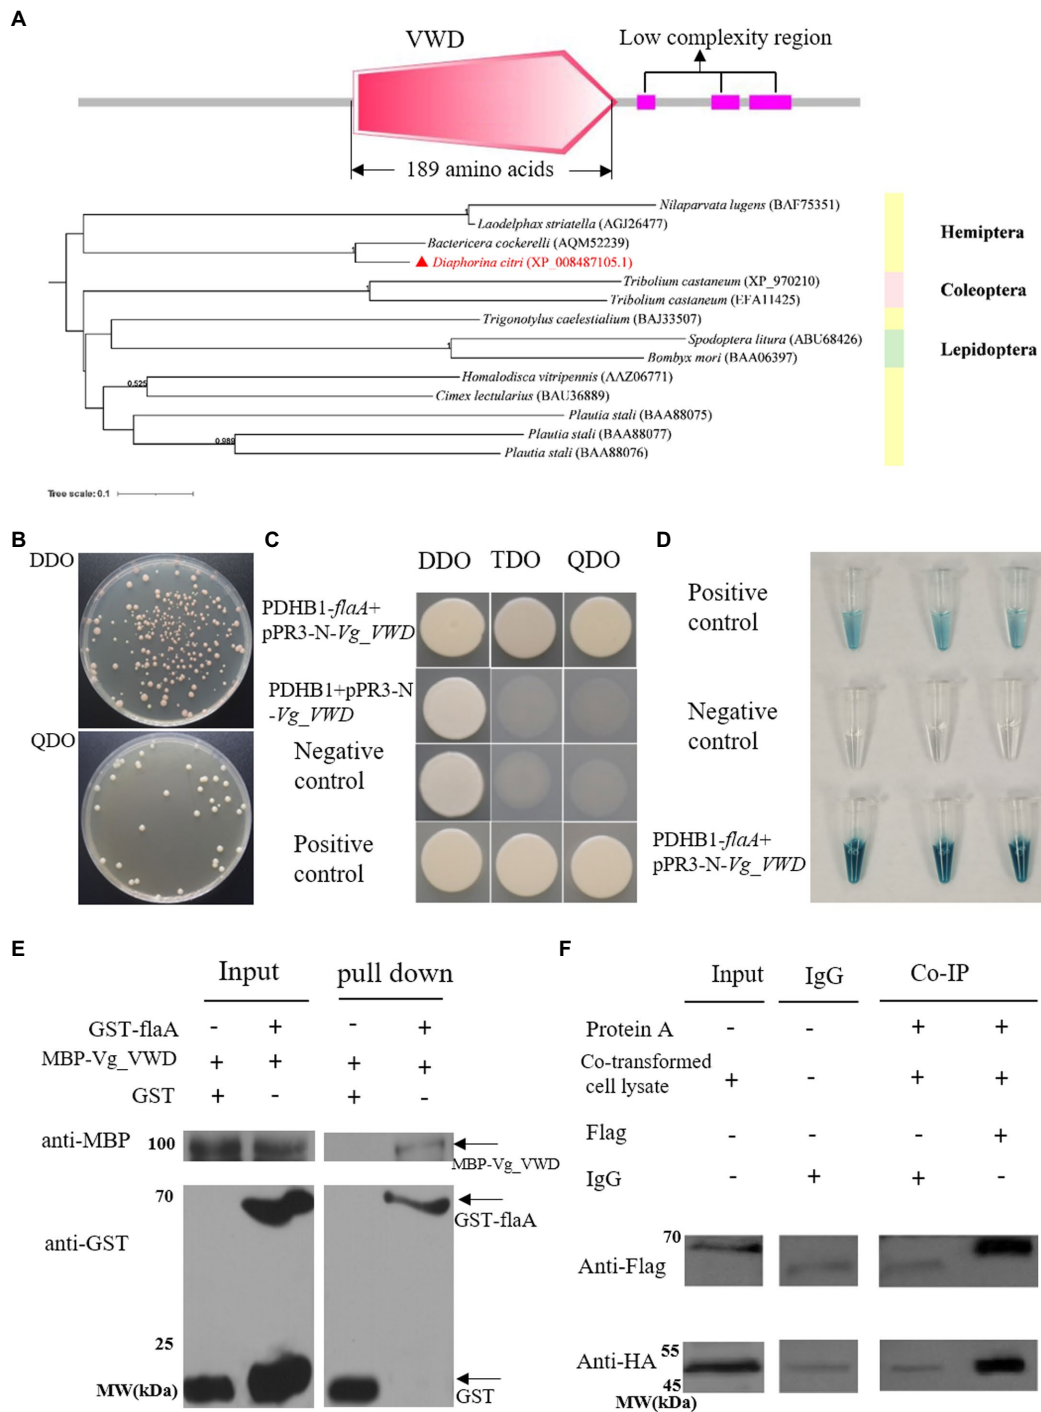 A
VWD
Low complexity region
189 amino acids
Nilaparvata lugens (BAF75351)
1
Laodelphax striatella (AGJ26477)
Bactericera cockerelli (AQM52239)
1
Diaphorina citri (XP_008487105.1)
Tribolium castaneum (XP_970210)
1
Tribolium castaneum (EFA11425)
Trigonotylus caelestialium (BAJ33507)
Spodoptera litura (ABU68426)
1
Bombyx mori (BAA06397)
Homalodisca vitripennis (AAZ06771)
0.525
Cimex lectularius (BAU36889)
Plautia stali (BAA88075)
Plautia stali (BAA88077)
0.989
Plautia stali (BAA88076)
Hemiptera
Coleoptera
Lepidoptera
Tree scale: 0.1
B
DDO
QDO
C
DDO TDO QDO
PDHB1-flaA+
pPR3-N-Vg_VWD
PDHB1+pPR3-N
-Vg_VWD
Negative
control
Positive
control
D
Positive
control
Negative
control
PDHB1-flaA+
pPR3-N-Vg_VWD
E
Input pull down
GST-flaA - + - +
MBP-Vg_VWD + + + +
GST + - + -
anti-MBP 100
MBP-Vg_VWD
70
GST-flaA
anti-GST
25
MW(kDa)
GST
F
Input IgG Co-IP
Protein A - - + +
Co-transformed
cell lysate + - + +
Flag - - - +
IgG - + + -
70
Anti-Flag
55
Anti-HA
45
MW(kDa)